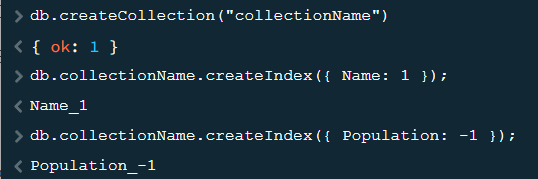 > db.createCollection("collectionName")
< { ok: 1 }
> db.collectionName.createIndex({ Name: 1 });
< Name_1
> db.collectionName.createIndex({ Population: -1 });
< Population_-1